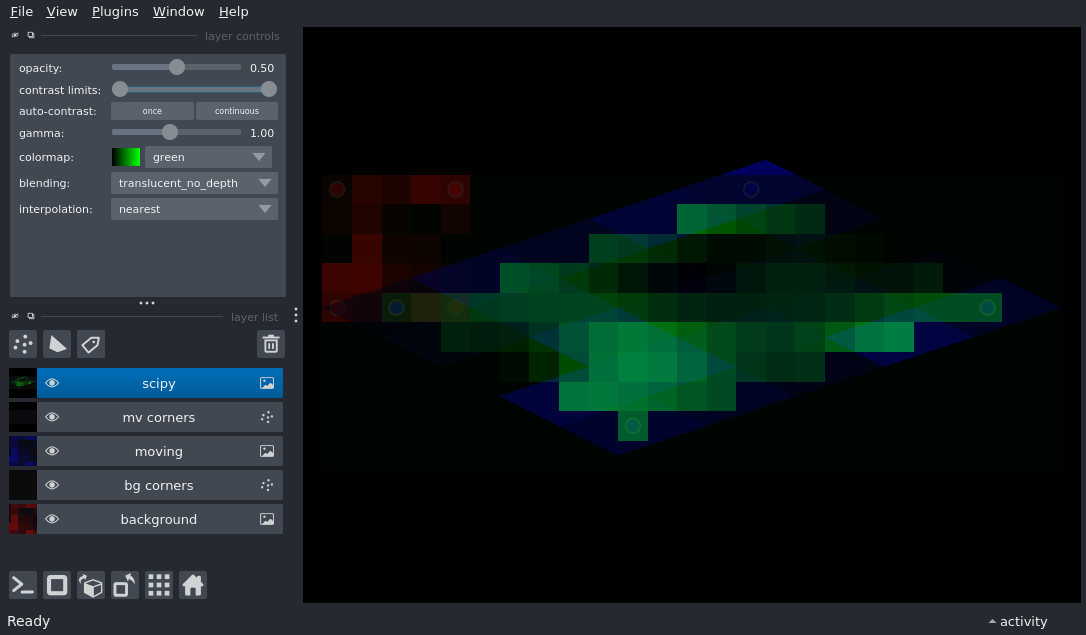 File View Plugins Window Help
layer controls
opacity: 0.50
contrast limits:
auto-contrast: once continuous
gamma: 1.00
colormap: green
blending: translucent_no_depth
interpolation: nearest
layer list
scipy
mv corners
moving
bg corners
background
Ready activity